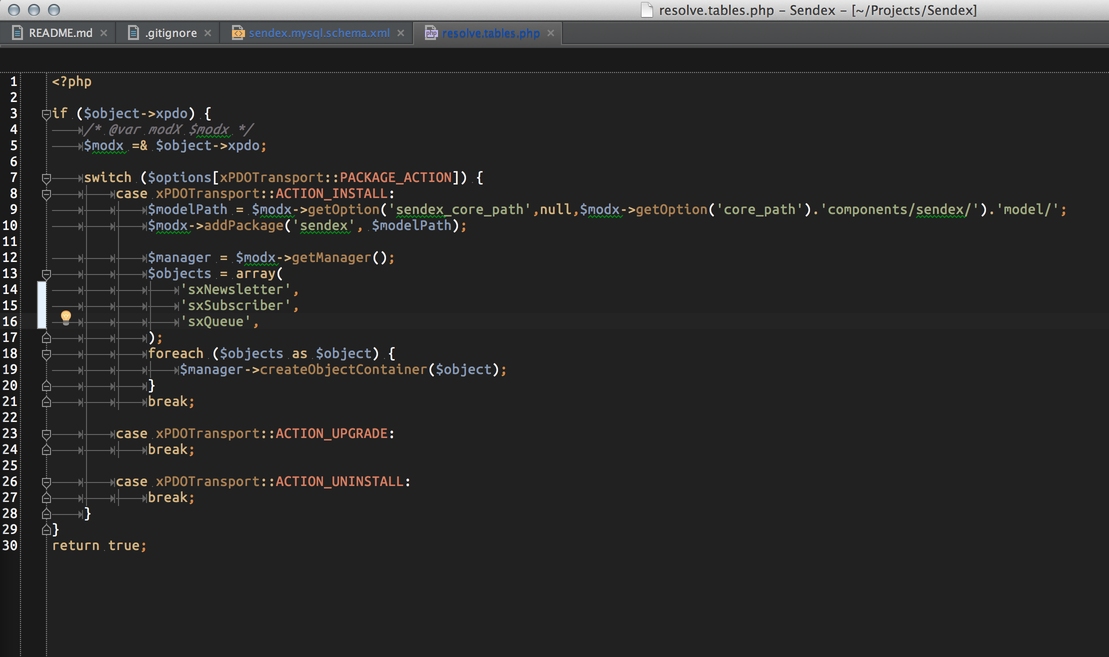 resolve.tables.php – Sendex – [~/Projects/Sendex]
README.md × .gitignore × sendex.mysql.schema.xml × resolve.tables.php ×
1 <?php
2
3 if ($object->xpdo) {
4 /* @var modX $modx */
5 $modx =& $object->xpdo;
6
7 switch ($options[xPDOTransport::PACKAGE_ACTION]) {
8 case xPDOTransport::ACTION_INSTALL:
9 $modelPath = $modx->getOption('sendex_core_path',null,$modx->getOption('core_path').'components/sendex/').'model/';
10 $modx->addPackage('sendex', $modelPath);
11
12 $manager = $modx->getManager();
13 $objects = array(
14 'sxNewsletter',
15 'sxSubscriber',
16 'sxQueue',
17 );
18 foreach ($objects as $object) {
19 $manager->createObjectContainer($object);
20 }
21 break;
22
23 case xPDOTransport::ACTION_UPGRADE:
24 break;
25
26 case xPDOTransport::ACTION_UNINSTALL:
27 break;
28 }
29 }
30 return true;